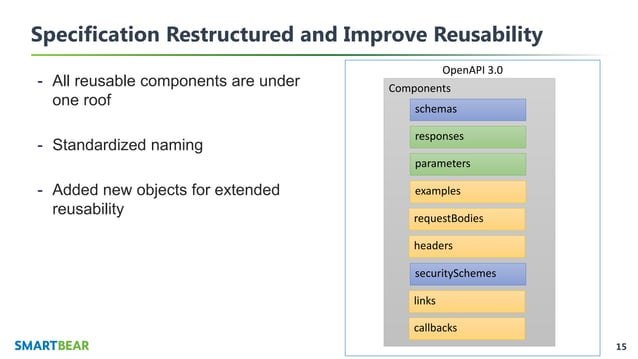 Specification Restructured and Improve Reusability
- All reusable components are under
one roof
- Standardized naming
- Added new objects for extended
reusability
OpenAPI 3.0
Components
schemas
responses
parameters
examples
requestBodies
headers
securitySchemes
links
callbacks
SMARTBEAR
15